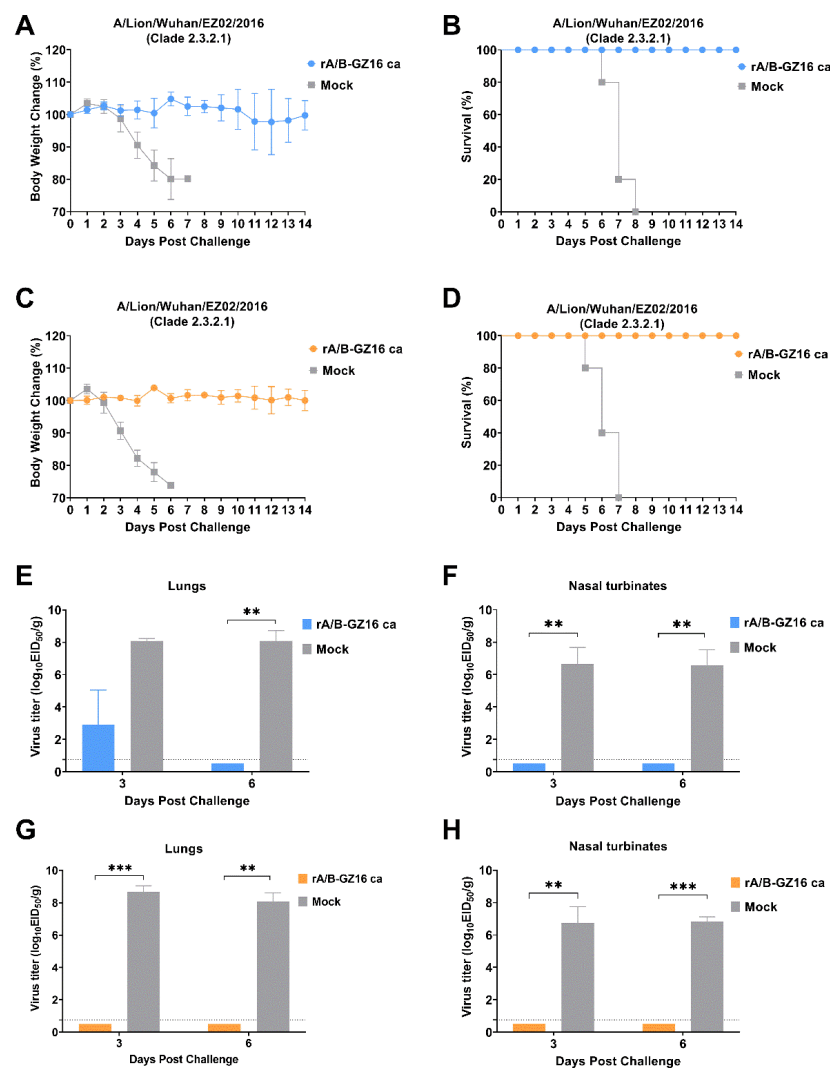 A
A/Lion/Wuhan/EZ02/2016
(Clade 2.3.2.1)
Body Weight Change (%)
120
110
100
90
80
70
0 1 2 3 4 5 6 7 8 9 10 11 12 13 14
Days Post Challenge
rA/B-GZ16 ca
Mock
B
A/Lion/Wuhan/EZ02/2016
(Clade 2.3.2.1)
Survival (%)
100
80
60
40
20
0
0 1 2 3 4 5 6 7 8 9 10 11 12 13 14
Days Post Challenge
rA/B-GZ16 ca
Mock
C
A/Lion/Wuhan/EZ02/2016
(Clade 2.3.2.1)
Body Weight Change (%)
120
110
100
90
80
70
0 1 2 3 4 5 6 7 8 9 10 11 12 13 14
Days Post Challenge
rA/B-GZ16 ca
Mock
D
A/Lion/Wuhan/EZ02/2016
(Clade 2.3.2.1)
Survival (%)
100
80
60
40
20
0
0 1 2 3 4 5 6 7 8 9 10 11 12 13 14
Days Post Challenge
rA/B-GZ16 ca
Mock
E
Lungs
Virus titer (log₁₀EID₅₀/g)
10
8
6
4
2
0
**
3 6
Days Post Challenge
rA/B-GZ16 ca
Mock
F
Nasal turbinates
Virus titer (log₁₀EID₅₀/g)
10
8
6
4
2
0
** **
3 6
Days Post Challenge
rA/B-GZ16 ca
Mock
G
Lungs
Virus titer (log₁₀EID₅₀/g)
10
8
6
4
2
0
*** **
3 6
Days Post Challenge
rA/B-GZ16 ca
Mock
H
Nasal turbinates
Virus titer (log₁₀EID₅₀/g)
10
8
6
4
2
0
** ***
3 6
Days Post Challenge
rA/B-GZ16 ca
Mock